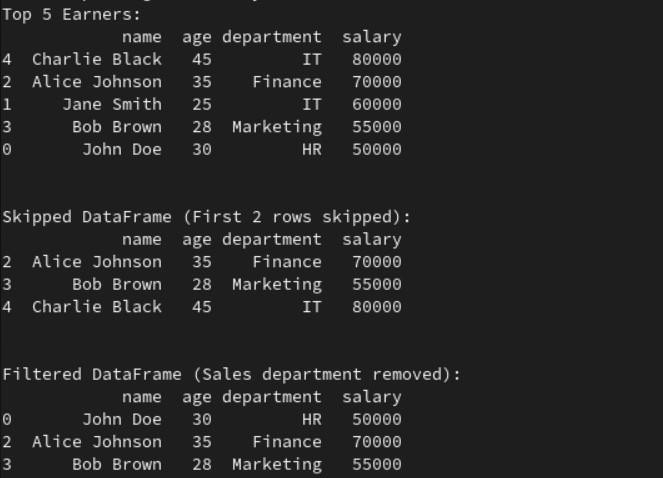 Top 5 Earners:
            name  age department  salary
4  Charlie Black   45         IT   80000
2  Alice Johnson   35    Finance   70000
1     Jane Smith   25         IT   60000
3      Bob Brown   28  Marketing   55000
0       John Doe   30         HR   50000
Skipped DataFrame (First 2 rows skipped):
            name  age department  salary
2  Alice Johnson   35    Finance   70000
3      Bob Brown   28  Marketing   55000
4  Charlie Black   45         IT   80000
Filtered DataFrame (Sales department removed):
            name  age department  salary
0       John Doe   30         HR   50000
2  Alice Johnson   35    Finance   70000
3      Bob Brown   28  Marketing   55000